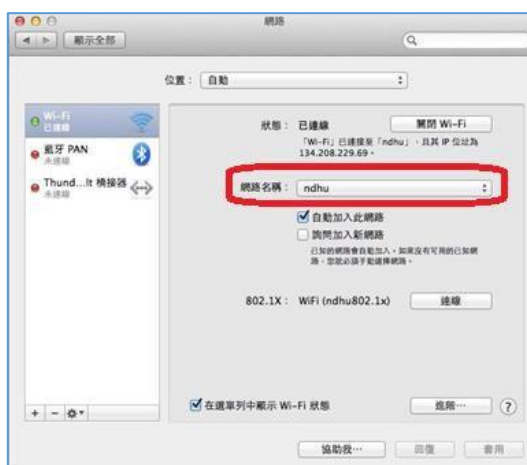 網路
顯示全部
位置： 自動
Wi-Fi
已連線
藍牙 PAN
未連線
Thund...lt 橋接器
未連線
狀態： 已連線
關閉 Wi-Fi
「Wi-Fi」已連接至「ndhu」，且其 IP 位址為
134.208.229.69。
網路名稱： ndhu
自動加入此網路
詢問加入新網路
已知的網路會自動加入。如果沒有可用的已知網
路，您就必須手動選擇網路。
802.1X： WiFi (ndhu802.1x) 連線
在選單列中顯示 Wi-Fi 狀態
進階⋯ ?
協助我⋯ 回復 套用